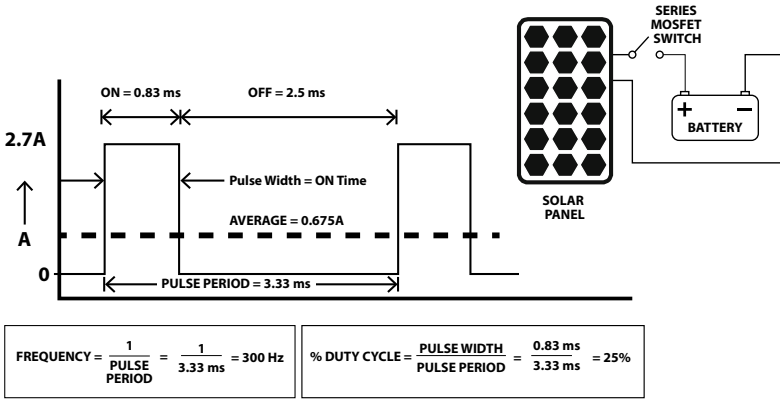 SERIES
MOSFET
SWITCH
ON = 0.83 ms
OFF = 2.5 ms
2.7A
+
–
BATTERY
Pulse Width = ON Time
SOLAR
PANEL
AVERAGE = 0.675A
A
0
PULSE PERIOD = 3.33 ms
FREQUENCY = 1 / PULSE PERIOD = 1 / 3.33 ms = 300 Hz
% DUTY CYCLE = PULSE WIDTH / PULSE PERIOD = 0.83 ms / 3.33 ms = 25%